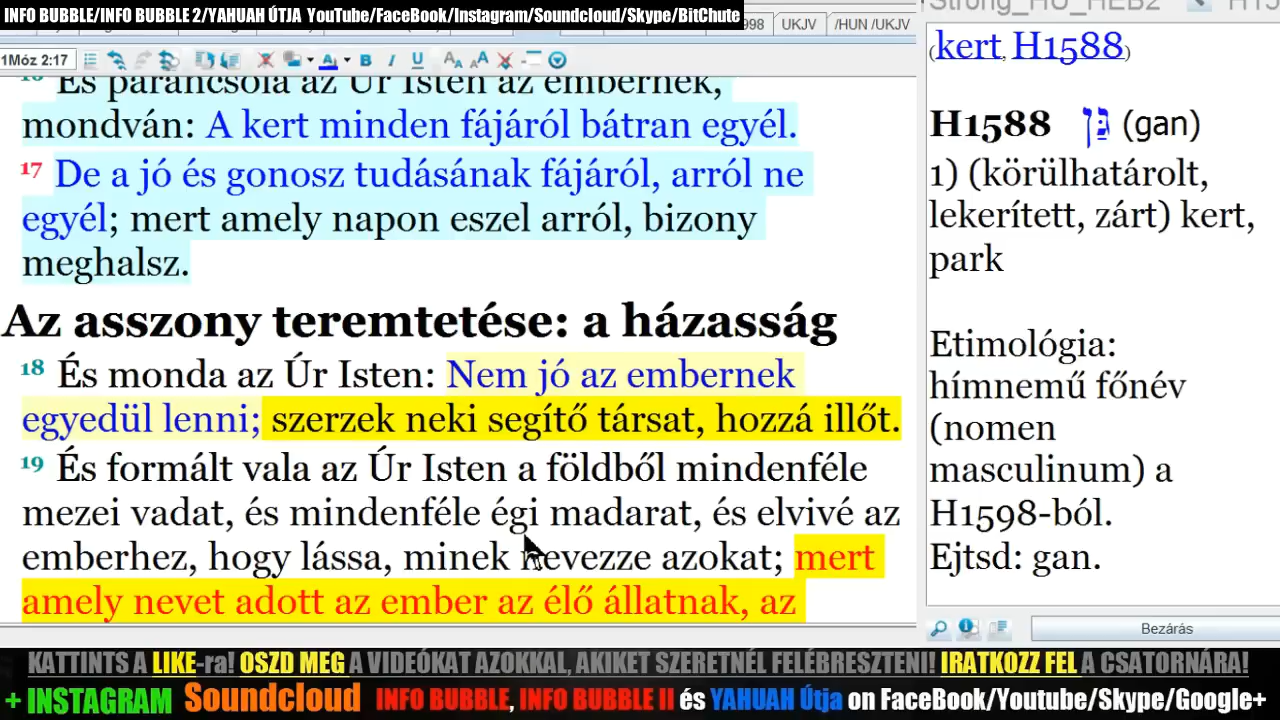 INFO BUBBLE/INFO BUBBLE 2/YAHUAH ÚTJA YouTube/FaceBook/Instagram/Soundcloud/Skype/BitChute
998 UKJV /HUN /UKJV
Strong_HU_HEB2
1Móz 2:17
A B I U A A A A
16 És parancsola az Úr Isten az embernek,
mondván: A kert minden fájáról bátran egyél.
17 De a jó és gonosz tudásának fájáról, arról ne
egyél; mert amely napon eszel arról, bizony
meghalsz.
Az asszony teremtetése: a házasság
18 És monda az Úr Isten: Nem jó az embernek
egyedül lenni; szerzek neki segítő társat, hozzá illőt.
19 És formált vala az Úr Isten a földből mindenféle
mezei vadat, és mindenféle égi madarat, és elvivé az
emberhez, hogy lássa, minek nevezze azokat; mert
amely nevet adott az ember az élő állatnak, az
(kert, H1588)
H1588 גַּן (gan)
1) (körülhatárolt,
lekerített, zárt) kert,
park
Etimológia:
hímnemű főnév
(nomen
masculinum) a
H1598-ból.
Ejtsd: gan.
Bezárás
KATTINTS A LIKE-ra! OSZD MEG A VIDEÓKAT AZOKKAL, AKIKET SZERETNÉL FELÉBRESZTENI! IRATKOZZ FEL A CSATORNÁRA!
+ INSTAGRAM Soundcloud INFO BUBBLE, INFO BUBBLE II és YAHUAH Útja on FaceBook/Youtube/Skype/Google+